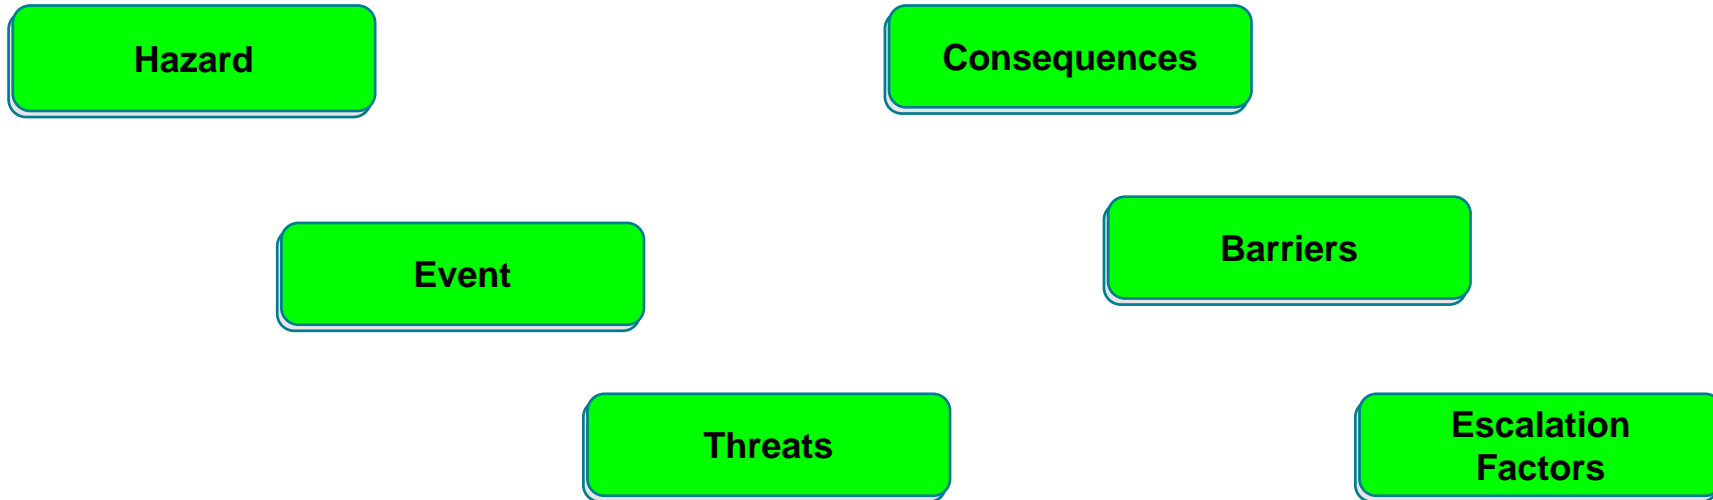 Hazard
Consequences
Event
Barriers
Threats
Escalation
Factors